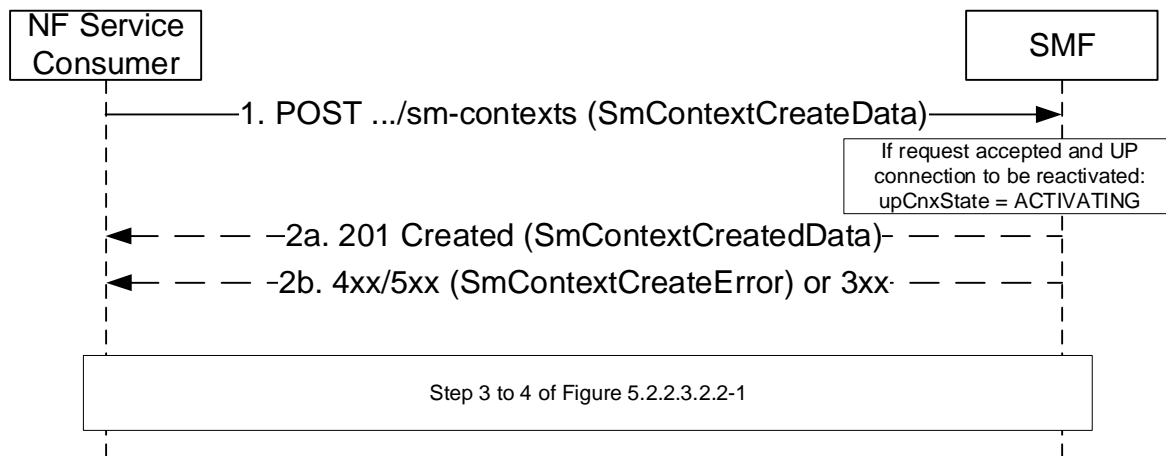 NF Service
Consumer
SMF
1. POST .../sm-contexts (SmContextCreateData)
If request accepted and UP
connection to be reactivated:
upCnxState = ACTIVATING
2a. 201 Created (SmContextCreatedData)
2b. 4xx/5xx (SmContextCreateError) or 3xx
Step 3 to 4 of Figure 5.2.2.3.2.2-1